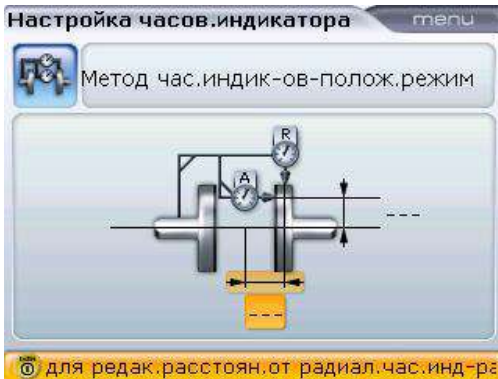 Настройка часов.индикатора menu
Метод час.индик-ов-полож.режим
R
A
---
---
для редак.расстоян.от радиал.час.инд-ра